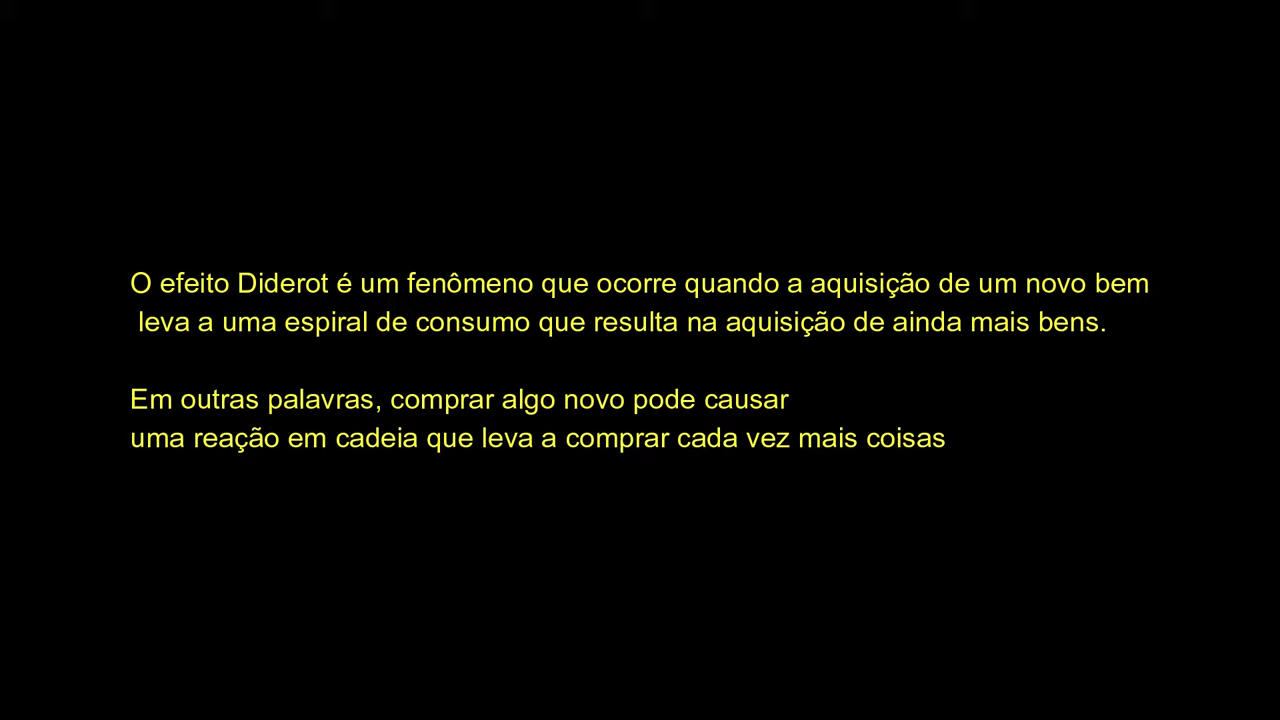 O efeito Diderot é um fenômeno que ocorre quando a aquisição de um novo bem
leva a uma espiral de consumo que resulta na aquisição de ainda mais bens.
Em outras palavras, comprar algo novo pode causar
uma reação em cadeia que leva a comprar cada vez mais coisas